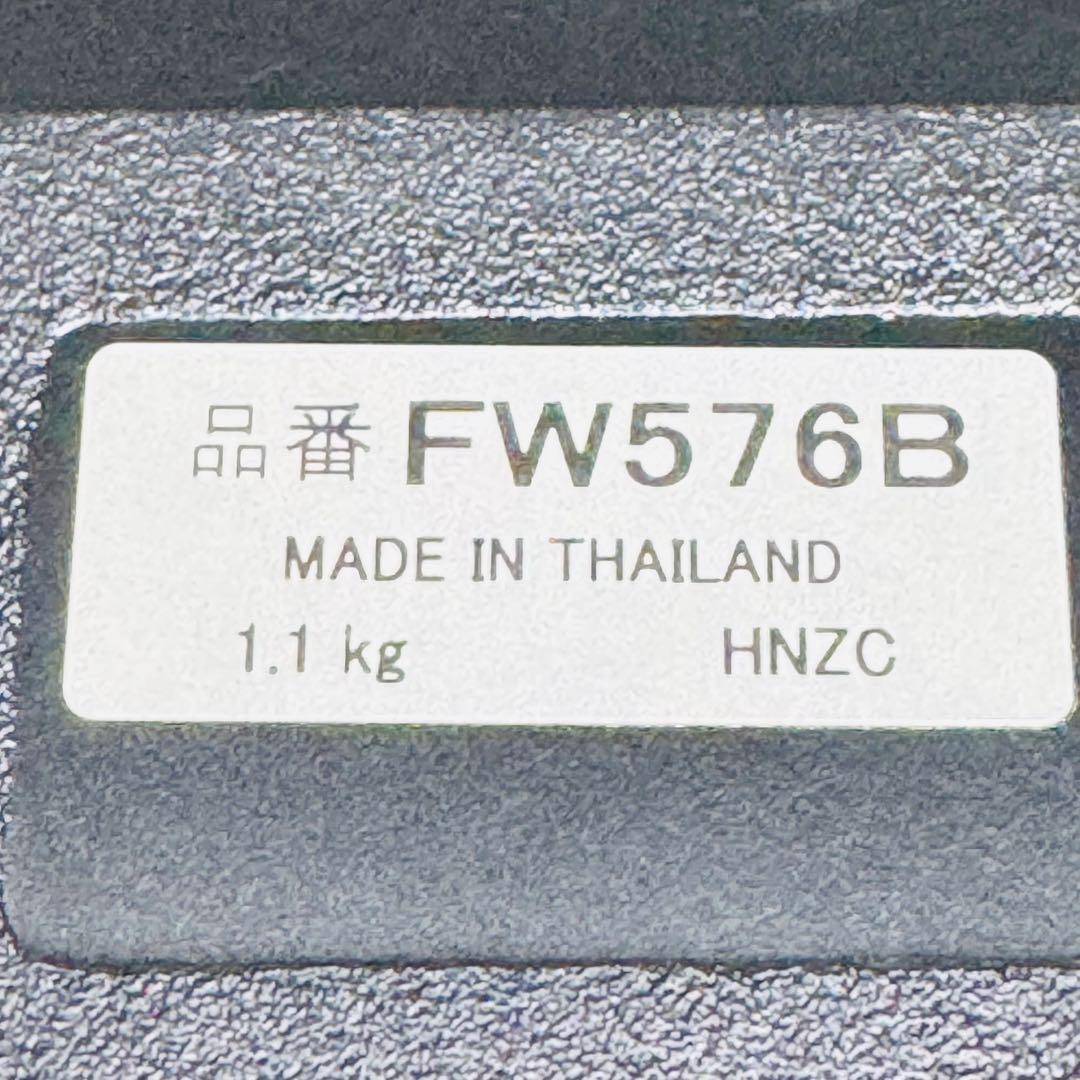 品番 FW576B
MADE IN THAILAND
1.1 kg HNZC